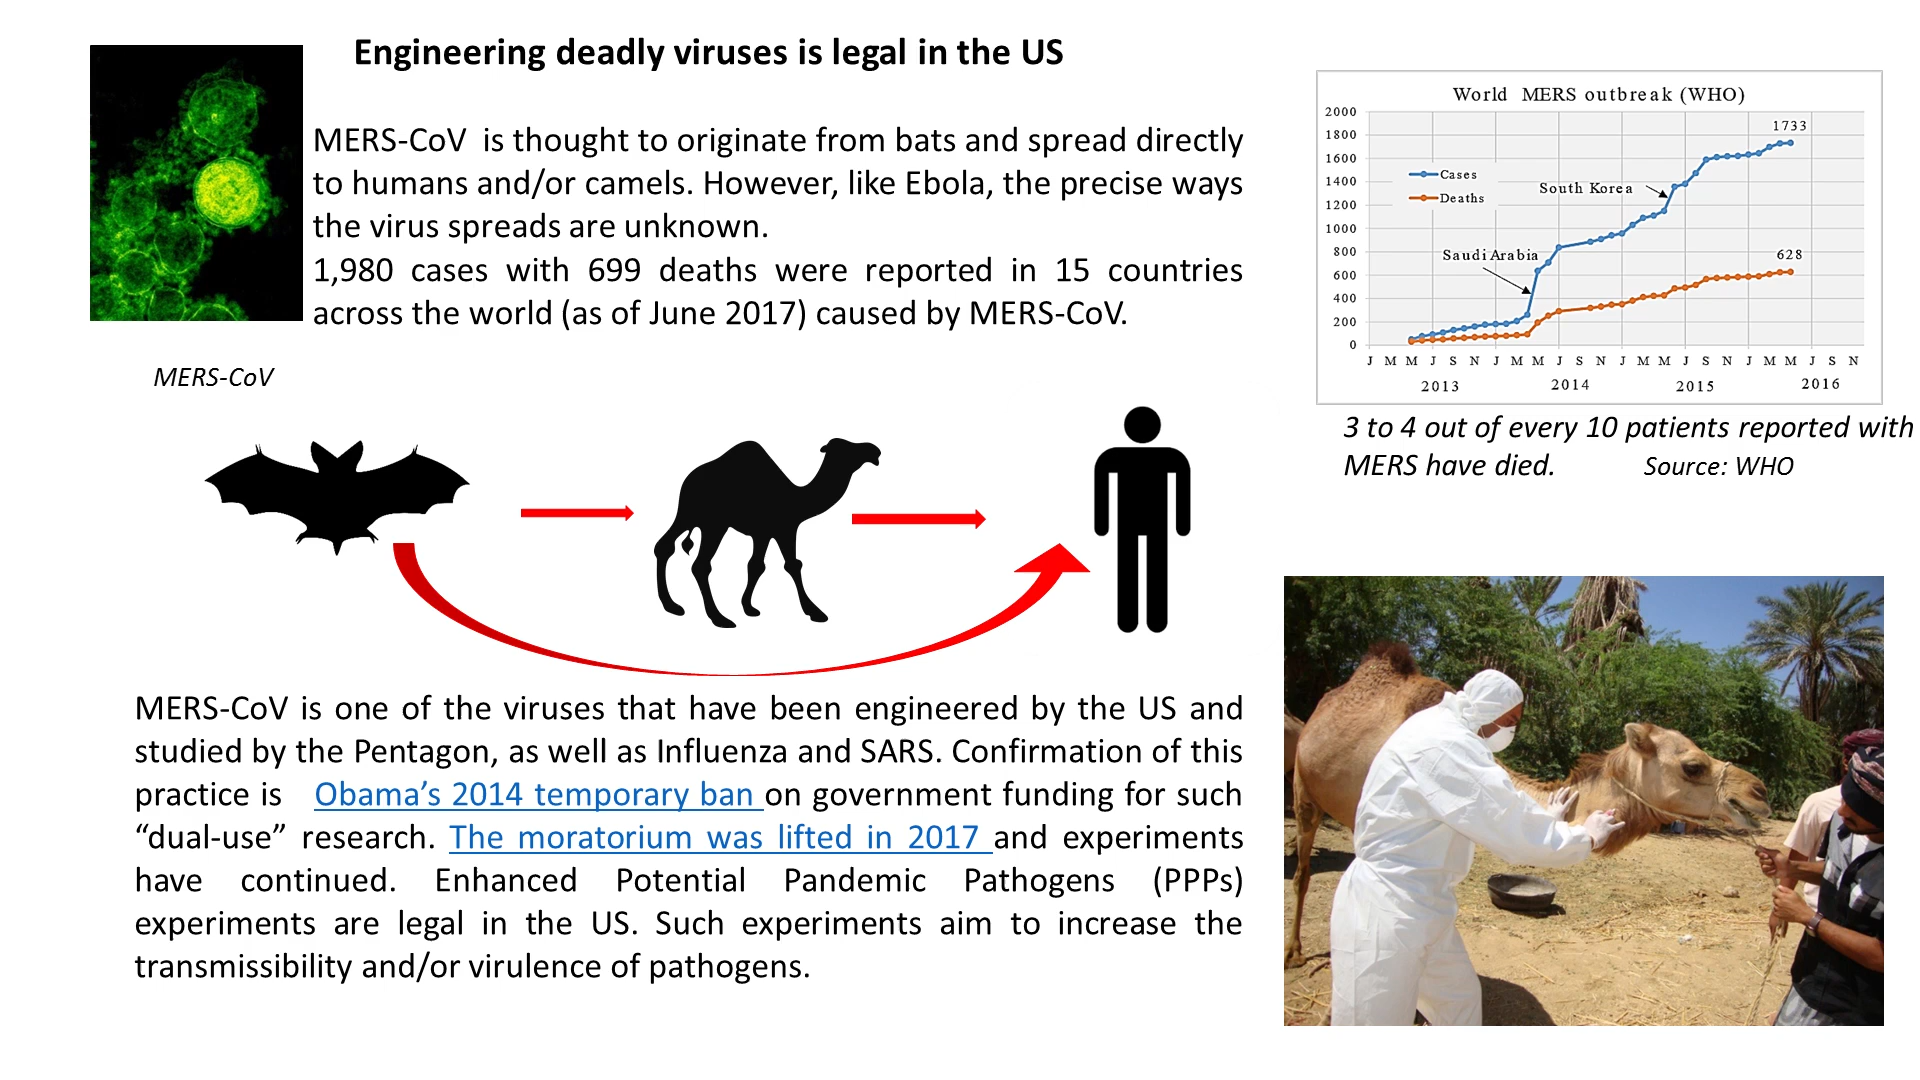 Engineering deadly viruses is legal in the US
MERS-CoV is thought to originate from bats and spread directly
to humans and/or camels. However, like Ebola, the precise ways
the virus spreads are unknown.
1,980 cases with 699 deaths were reported in 15 countries
across the world (as of June 2017) caused by MERS-CoV.
MERS-CoV
World MERS outbreak (WHO)
2000
1800
1600
1400
1200
1000
800
600
400
200
0
1733
Cases
Deaths
South Korea
Saudi Arabia
628
J M M J S N J M M J S N J M M J S N J M M J S N
2013 2014 2015 2016
3 to 4 out of every 10 patients reported with
MERS have died. Source: WHO
MERS-CoV is one of the viruses that have been engineered by the US and
studied by the Pentagon, as well as Influenza and SARS. Confirmation of this
practice is Obama’s 2014 temporary ban on government funding for such
“dual-use” research. The moratorium was lifted in 2017 and experiments
have continued. Enhanced Potential Pandemic Pathogens (PPPs)
experiments are legal in the US. Such experiments aim to increase the
transmissibility and/or virulence of pathogens.